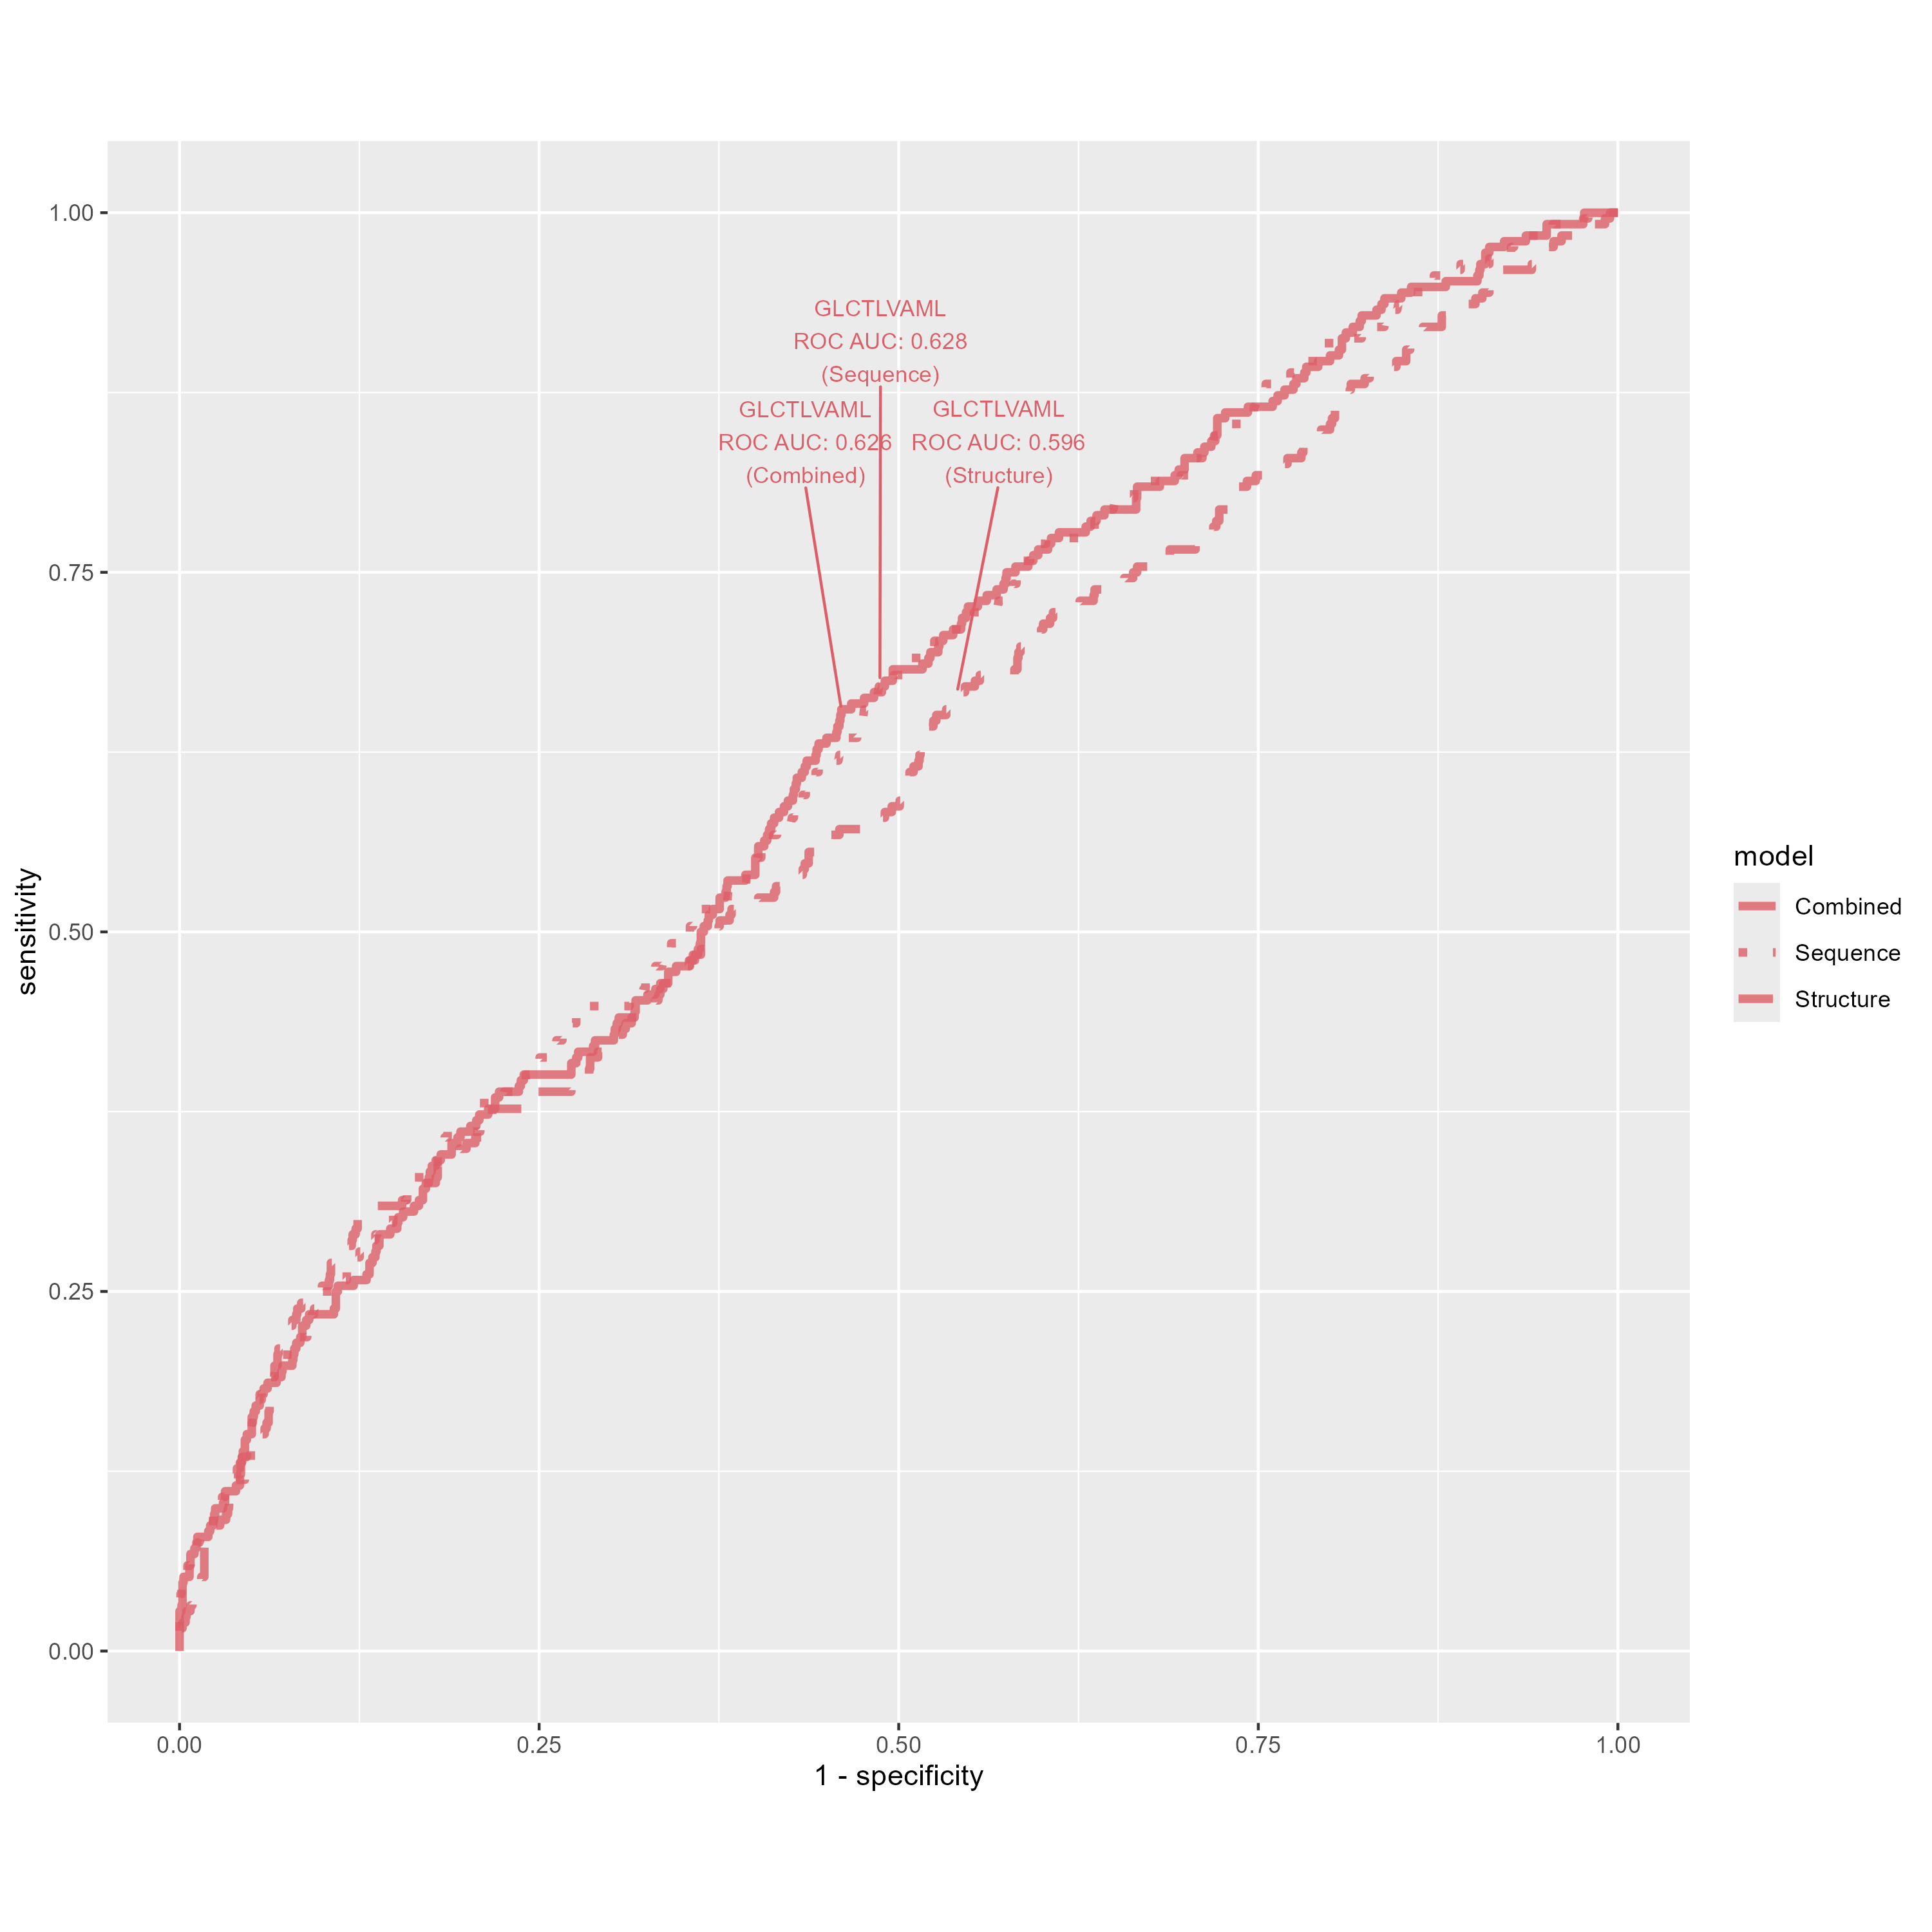 GLCTLVAML
ROC AUC: 0.628
(Sequence)
GLCTLVAML
ROC AUC: 0.626
(Combined)
GLCTLVAML
ROC AUC: 0.596
(Structure)
1.00
0.75
0.50
0.25
0.00
sensitivity
0.00
0.25
0.50
0.75
1.00
1 - specificity
model
Combined
Sequence
Structure